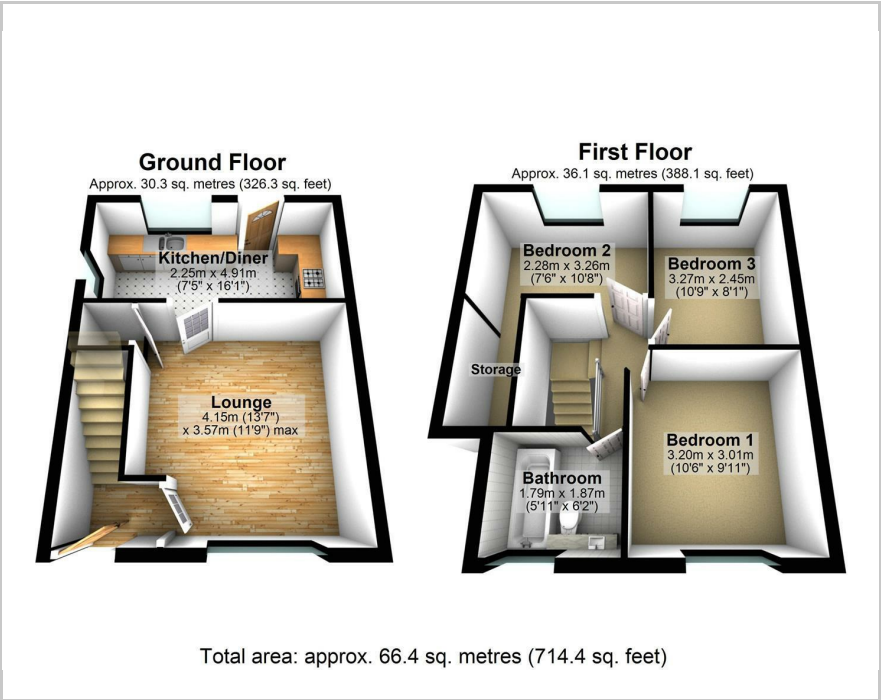 Ground Floor
Approx. 30.3 sq. metres (326.3 sq. feet)
Kitchen/Diner
2.25m x 4.91m
(7'5" x 16'1")
Lounge
4.15m (13'7")
x 3.57m (11'9") max
First Floor
Approx. 36.1 sq. metres (388.1 sq. feet)
Bedroom 2
2.28m x 3.26m
(7'6" x 10'8")
Bedroom 3
3.27m x 2.45m
(10'9" x 8'1")
Storage
Bedroom 1
3.20m x 3.01m
(10'6" x 9'11")
Bathroom
1.79m x 1.87m
(5'11" x 6'2")
Total area: approx. 66.4 sq. metres (714.4 sq. feet)